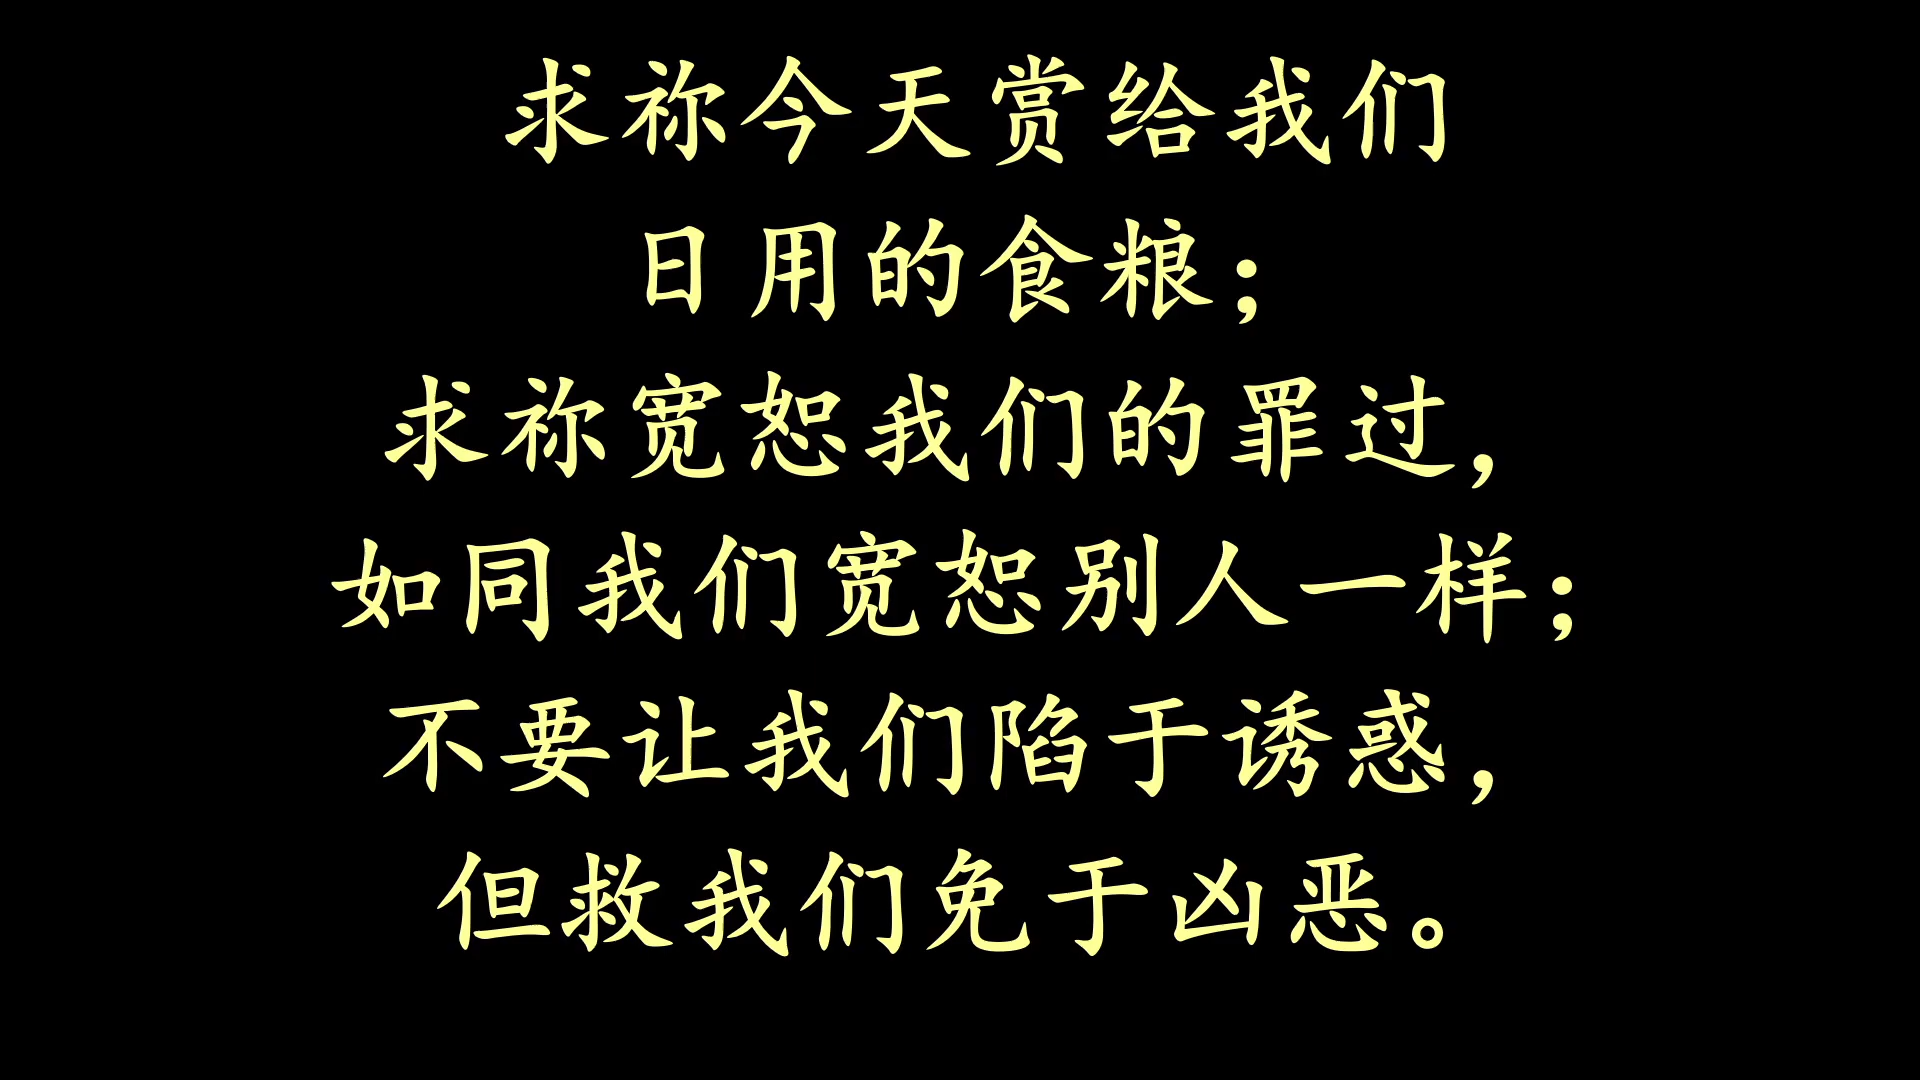 求祢今天赏给我们
日用的食粮；
求祢宽恕我们的罪过，
如同我们宽恕别人一样；
不要让我们陷于诱惑，
但救我们免于凶恶。